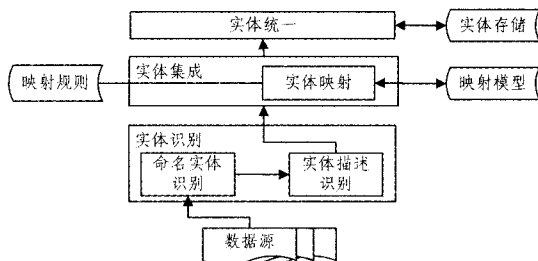 实体统一
实体存储
映射规则
实体集成
实体映射
映射模型
实体识别
命名实体
识别
实体描述
识别
数据源